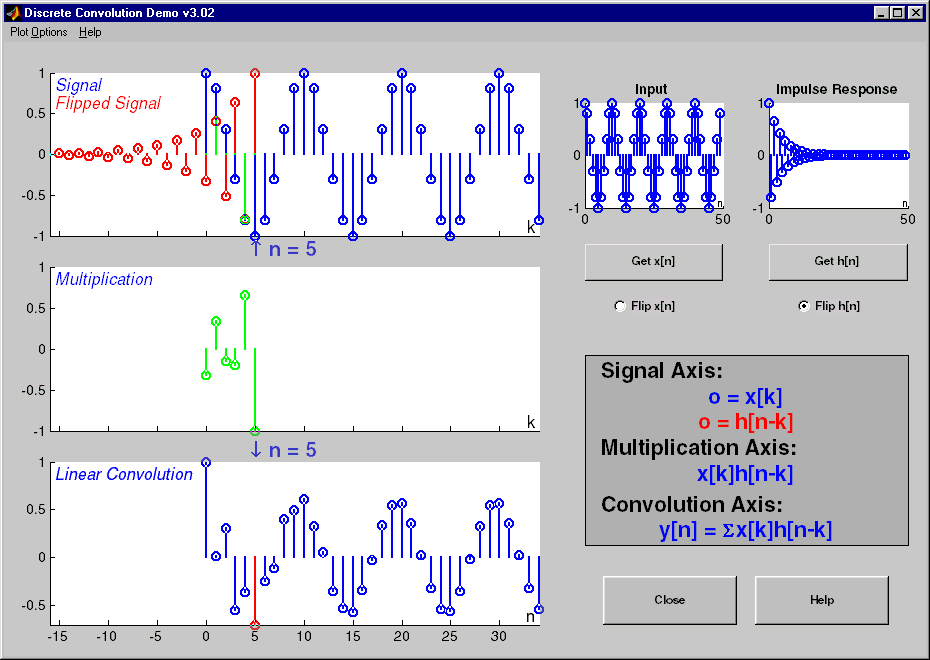 Discrete Convolution Demo v3.02
Plot Options Help
Signal
Flipped Signal
1
0.5
0
-0.5
-1
k
n = 5
Multiplication
1
0.5
0
-0.5
-1
k
n = 5
Linear Convolution
1
0.5
0
-0.5
n
-15 -10 -5 0 5 10 15 20 25 30
Input
1
0
-1
n
0 50
Impulse Response
1
0
-1
n
0 50
Get x[n]
Get h[n]
Flip x[n]
Flip h[n]
Signal Axis:
o = x[k]
o = h[n-k]
Multiplication Axis:
x[k]h[n-k]
Convolution Axis:
y[n] = Σx[k]h[n-k]
Close
Help